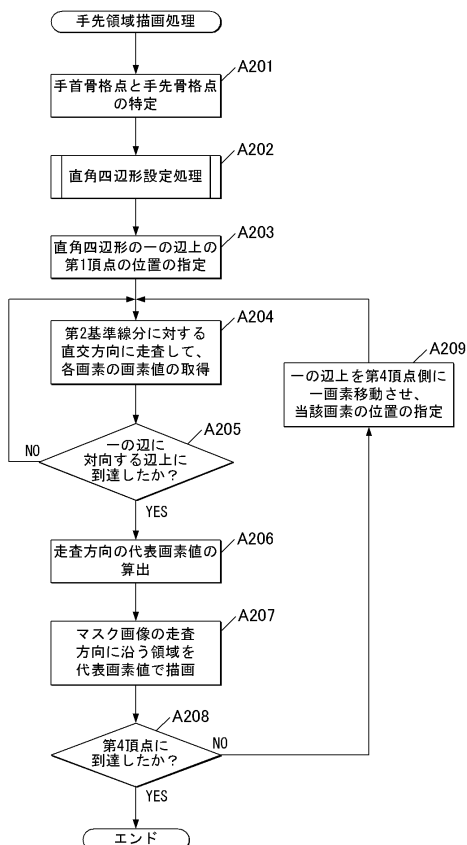 手先領域描画処理
A201
手首骨格点と手先骨格点
の特定
A202
直角四辺形設定処理
A203
直角四辺形の一の辺上の
第1頂点の位置の指定
A204
第2基準線分に対する
直交方向に走査して、
各画素の画素値の取得
A209
一の辺上を第4頂点側に
一画素移動させ、
当該画素の位置の指定
A205
NO
一の辺に
対向する辺上に
到達したか？
YES
A206
走査方向の代表画素値の
算出
A207
マスク画像の走査
方向に沿う領域を
代表画素値で描画
A208
第4頂点に
到達したか？
NO
YES
エンド